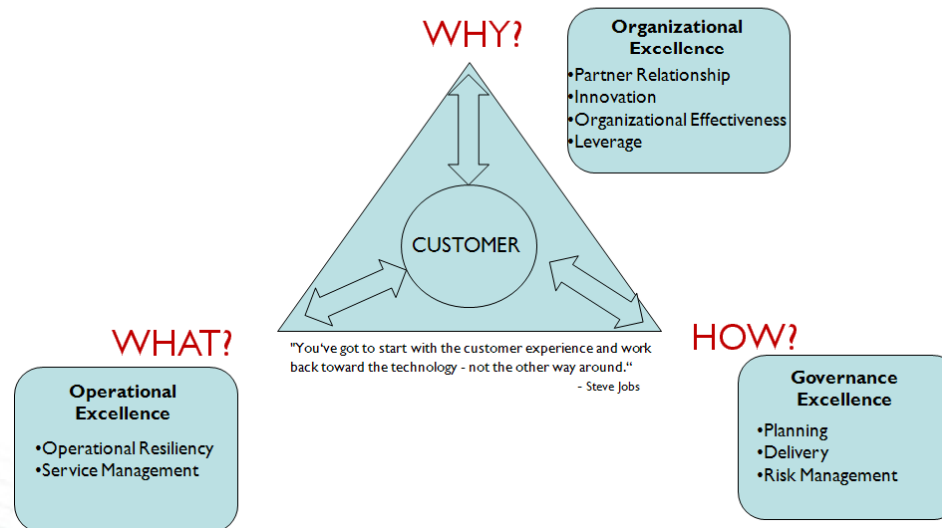 WHY?
Organizational
Excellence
•Partner Relationship
•Innovation
•Organizational Effectiveness
•Leverage
CUSTOMER
WHAT?
HOW?
"You've got to start with the customer experience and work
back toward the technology - not the other way around."
- Steve Jobs
Operational
Excellence
•Operational Resiliency
•Service Management
Governance
Excellence
•Planning
•Delivery
•Risk Management